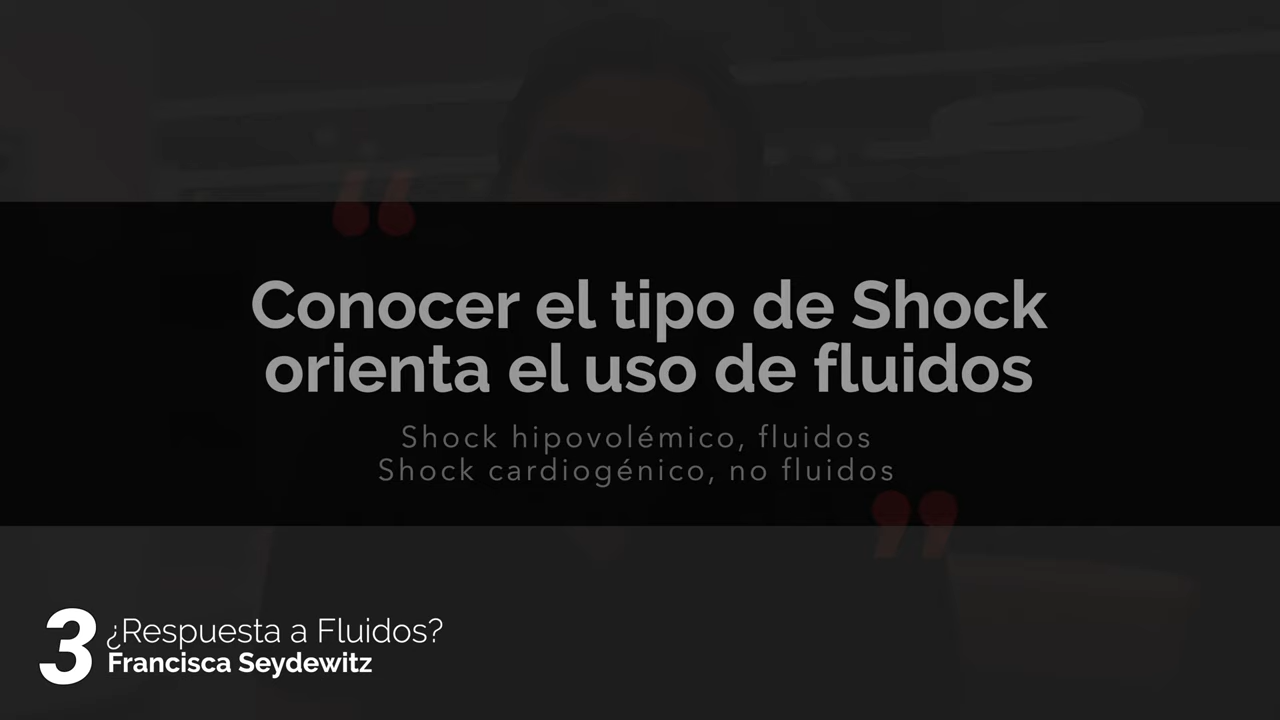 “
Conocer el tipo de Shock
orienta el uso de fluidos
Shock hipovolémico, fluidos
Shock cardiogénico, no fluidos
”
3
¿Respuesta a Fluidos?
Francisca Seydewitz